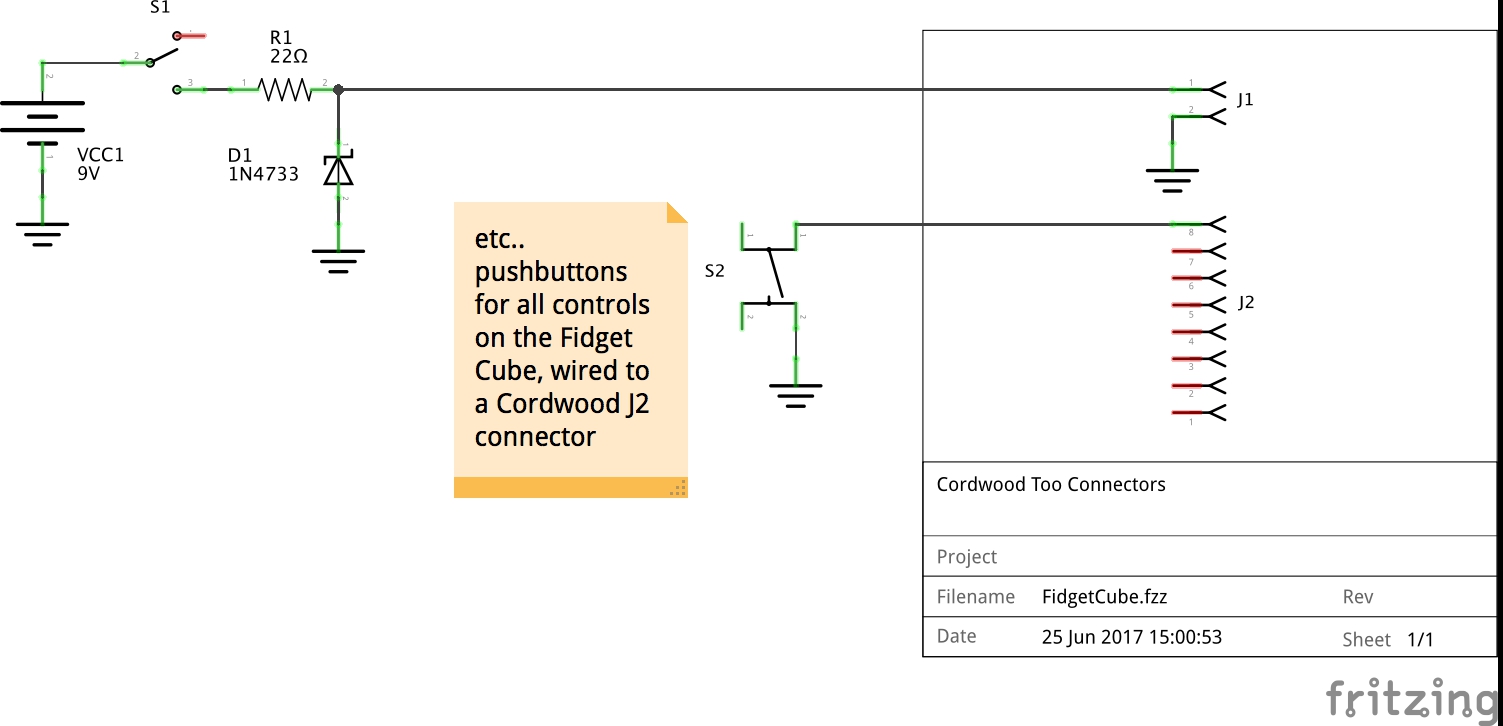 S1
R1
22Ω
2
3
1
2
2
1
VCC1
9V
D1
1N4733
1
2
etc..
pushbuttons
for all controls
on the Fidget
Cube, wired to
a Cordwood J2
connector
S2
1
1
2
2
1
2
J1
8
7
6
5
4
3
2
1
J2
Cordwood Too Connectors
Project
Filename FidgetCube.fzz Rev
Date 25 Jun 2017 15:00:53 Sheet 1/1
fritzing